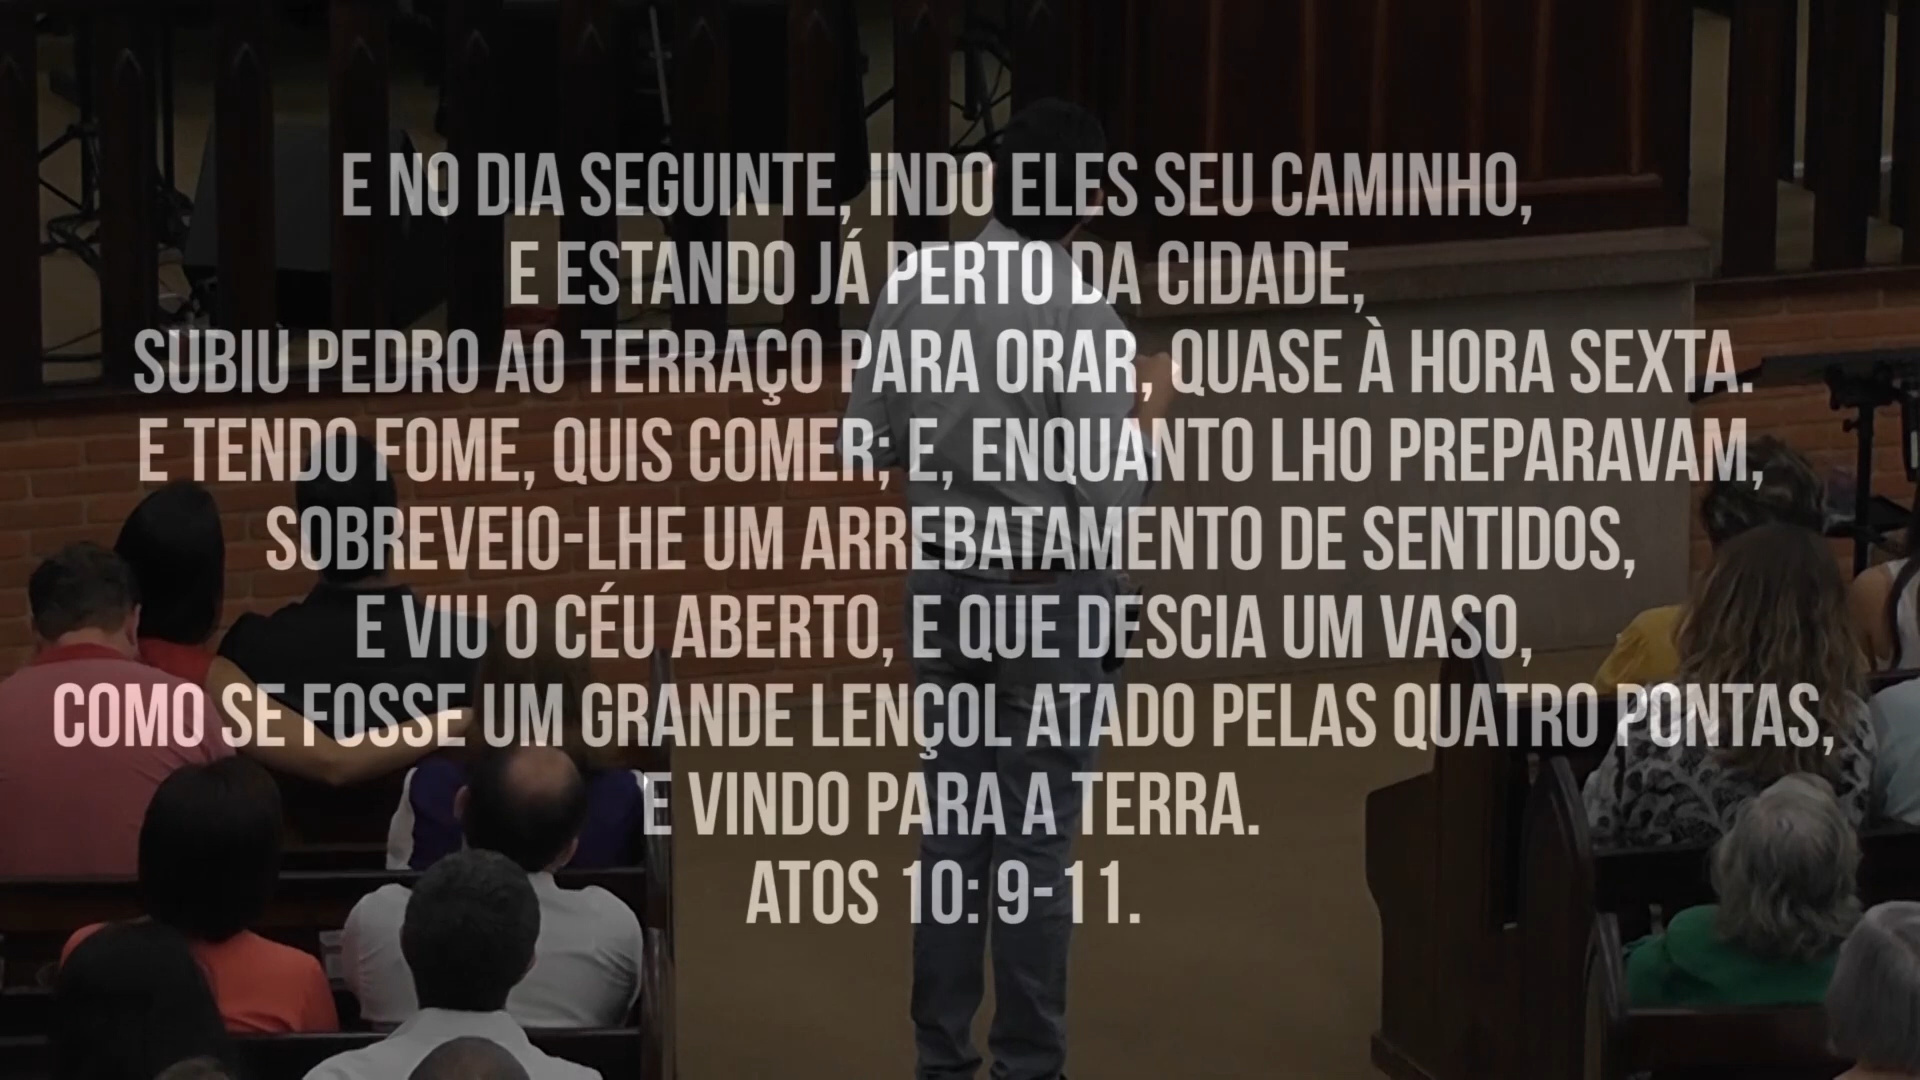 E NO DIA SEGUINTE, INDO ELES SEU CAMINHO,
E ESTANDO JÁ PERTO DA CIDADE,
SUBIU PEDRO AO TERRAÇO PARA ORAR, QUASE À HORA SEXTA.
E TENDO FOME, QUIS COMER; E, ENQUANTO LHO PREPARAVAM,
SOBREVEIO-LHE UM ARREBATAMENTO DE SENTIDOS,
E VIU O CÉU ABERTO, E QUE DESCIA UM VASO,
COMO SE FOSSE UM GRANDE LENÇOL ATADO PELAS QUATRO PONTAS,
E VINDO PARA A TERRA.
ATOS 10: 9-11.